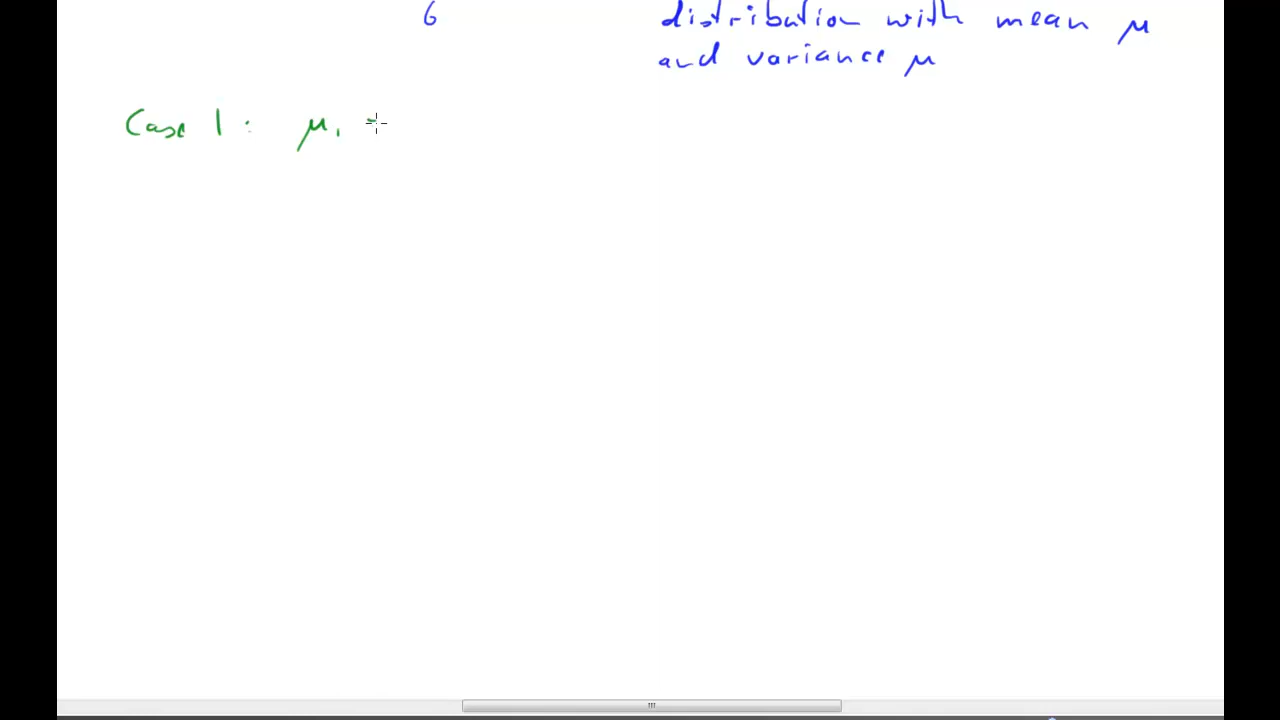 6 distribution with mean μ
and variance μ
Case 1: μ₁ =